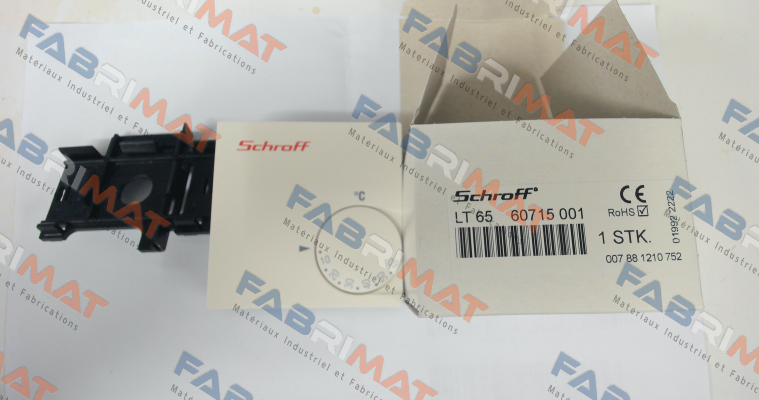 Schroff
°C
Schroff®
LT 65 60715 001
CE
RoHS
1 STK.
007 88 1210 752
01992 2222
FABRIMAT
Matériaux Industriel et Fabrications